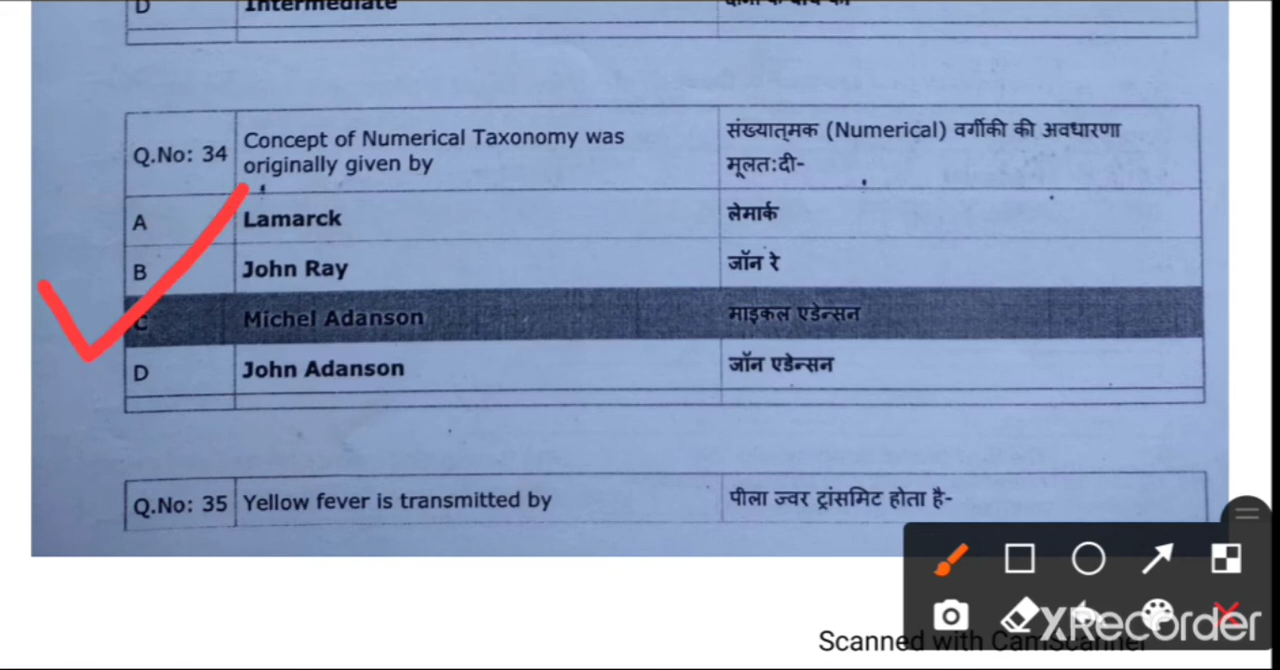 D Intermediate
Q.No: 34 Concept of Numerical Taxonomy was originally given by संख्यात्मक (Numerical) वर्गीकी की अवधारणा मूलतःदी-
A Lamarck लेमार्क
B John Ray जॉन रे
C Michel Adanson माइकल एडेन्सन
D John Adanson जॉन एडेन्सन
Q.No: 35 Yellow fever is transmitted by पीला ज्वर ट्रांसमिट होता है-
XRecorder
Scanned with CamScanner